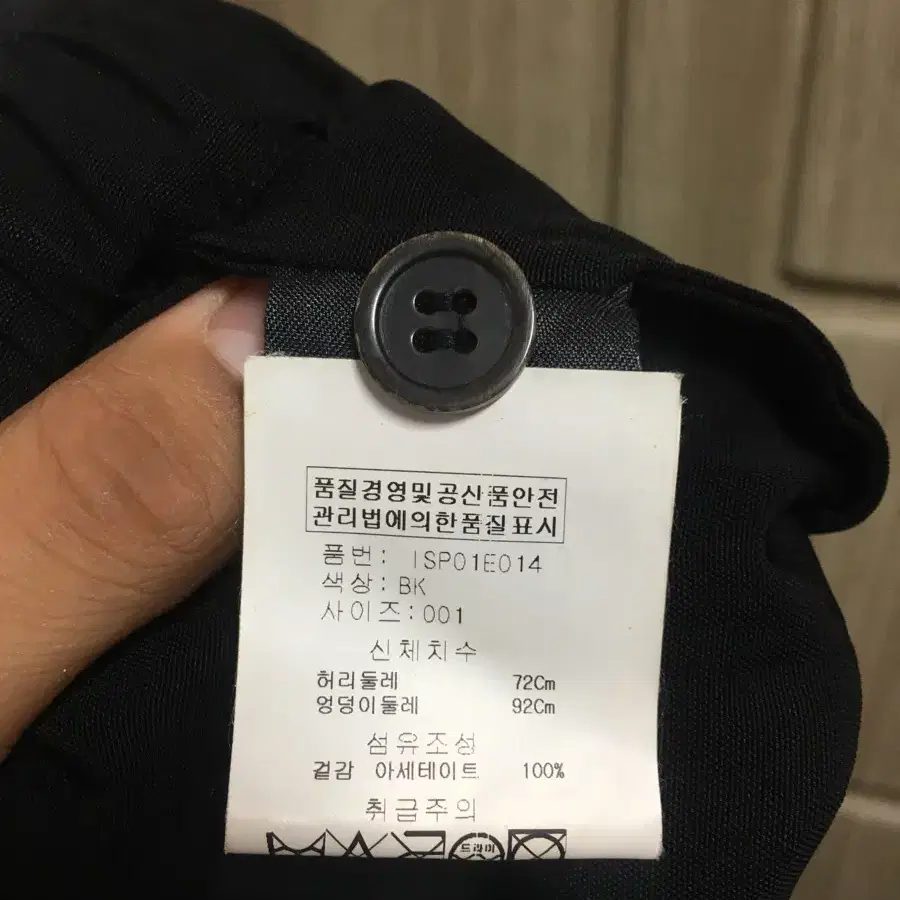 품질경영및공산품안전
관리법에의한품질표시
품번: ISP01E014
색상: BK
사이즈:001
신체치수
허리둘레 72Cm
엉덩이둘레 92Cm
섬유조성
겉감 아세테이트 100%
취급주의
드라이